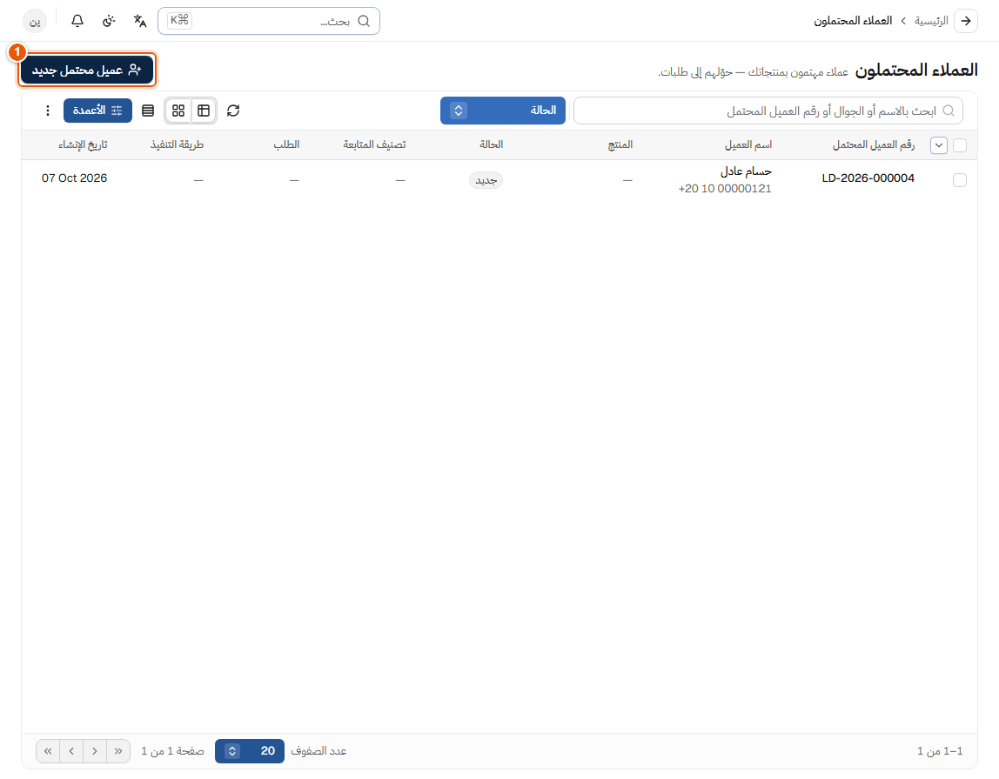 الرئيسية
العملاء المحتملون
بحث...
⌘K
ين
العملاء المحتملون
عملاء مهتمون بمنتجاتك — حوّلهم إلى طلبات.
1
عميل محتمل جديد
ابحث بالاسم أو الجوال أو رقم العميل المحتمل
الحالة
الأعمدة
رقم العميل المحتمل
اسم العميل
المنتج
الحالة
تصنيف المتابعة
الطلب
طريقة التنفيذ
تاريخ الإنشاء
LD-2026-000004
حسام عادل
+20 10 00000121
—
جديد
—
—
—
07 Oct 2026
1–1 من 1
عدد الصفوف
20
صفحة 1 من 1